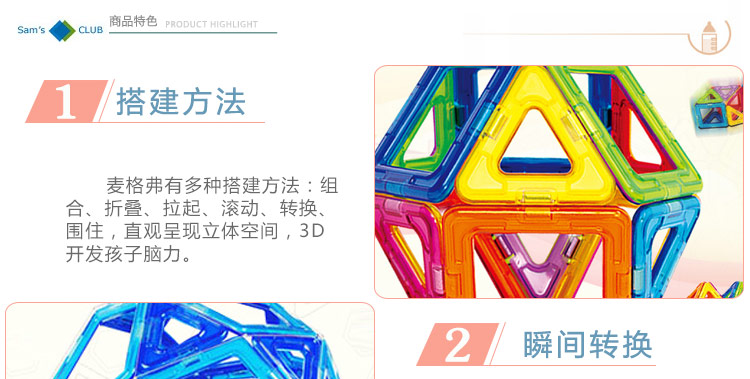 Sam's CLUB 商品特色 PRODUCT HIGHLIGHT
1 搭建方法
麦格弗有多种搭建方法：组
合、折叠、拉起、滚动、转换、
围住，直观呈现立体空间，3D
开发孩子脑力。
2 瞬间转换